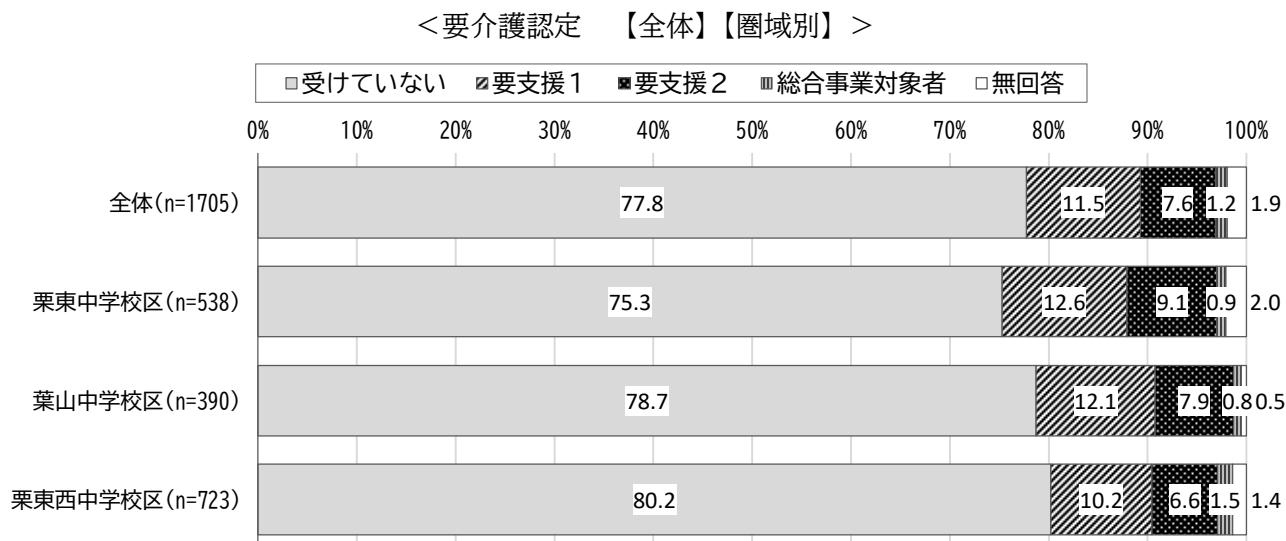 ＜要介護認定　【全体】【圏域別】＞
受けていない 要支援１ 要支援２ 総合事業対象者 無回答
0% 10% 20% 30% 40% 50% 60% 70% 80% 90% 100%
全体(n=1705) 77.8 11.5 7.6 1.2 1.9
栗東中学校区(n=538) 75.3 12.6 9.1 0.9 2.0
葉山中学校区(n=390) 78.7 12.1 7.9 0.8 0.5
栗東西中学校区(n=723) 80.2 10.2 6.6 1.5 1.4